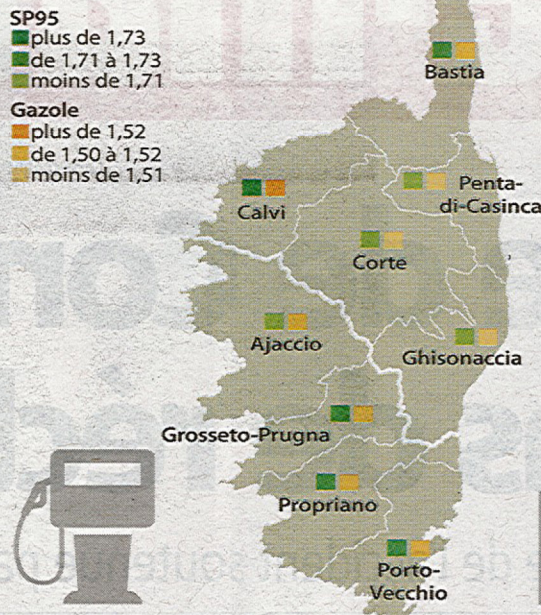 SP95
plus de 1,73
de 1,71 à 1,73
moins de 1,71
Gazole
plus de 1,52
de 1,50 à 1,52
moins de 1,51
Bastia
Penta-
di-Casinca
Calvi
Corte
Ajaccio
Ghisonaccia
Grosseto-Prugna
Propriano
Porto-
Vecchio